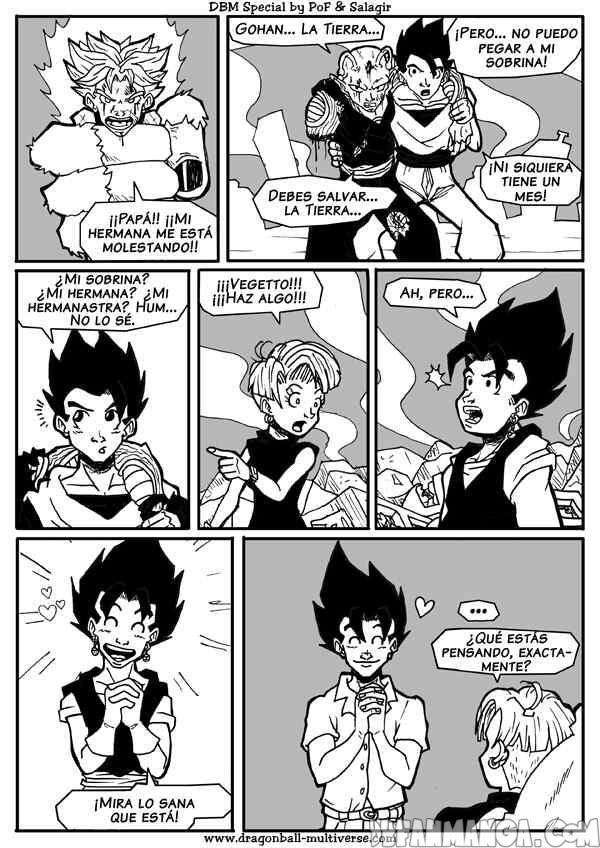 DBM Special by PoF & Salagir
¡¡Papá!! ¡¡Mi
hermana me está
molestando!!
Gohan... La Tierra...
¡Pero... no puedo
pegar a mi
sobrina!
Debes salvar...
la Tierra...
¡Ni siquiera
tiene un
mes!
¿Mi sobrina?
¿Mi hermana? ¿Mi
hermanastra? Hum...
No lo sé.
¡¡¡Vegetto!!!
¡¡¡Haz algo!!!
Ah, pero...
¡Mira lo sana
que está!
...
¿Qué estás
pensando, exacta-
mente?
www.dragonball-multiverse.com